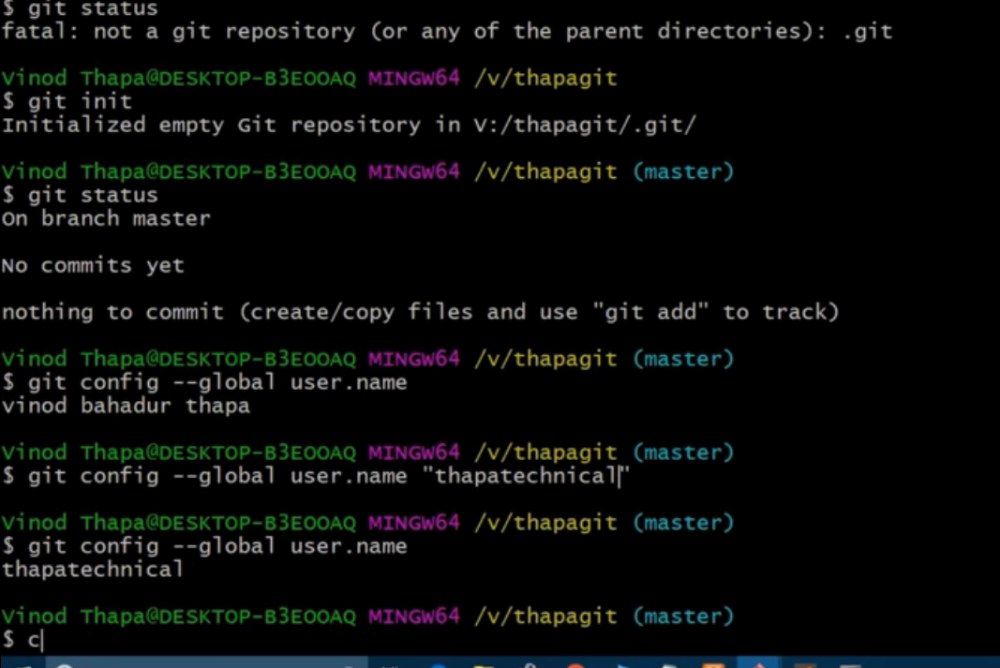 $ git status
fatal: not a git repository (or any of the parent directories): .git
Vinod Thapa@DESKTOP-B3EOOAQ MINGW64 /v/thapagit
$ git init
Initialized empty Git repository in V:/thapagit/.git/
Vinod Thapa@DESKTOP-B3EOOAQ MINGW64 /v/thapagit (master)
$ git status
On branch master
No commits yet
nothing to commit (create/copy files and use "git add" to track)
Vinod Thapa@DESKTOP-B3EOOAQ MINGW64 /v/thapagit (master)
$ git config --global user.name
vinod bahadur thapa
Vinod Thapa@DESKTOP-B3EOOAQ MINGW64 /v/thapagit (master)
$ git config --global user.name "thapatechnical"
Vinod Thapa@DESKTOP-B3EOOAQ MINGW64 /v/thapagit (master)
$ git config --global user.name
thapatechnical
Vinod Thapa@DESKTOP-B3EOOAQ MINGW64 /v/thapagit (master)
$ c